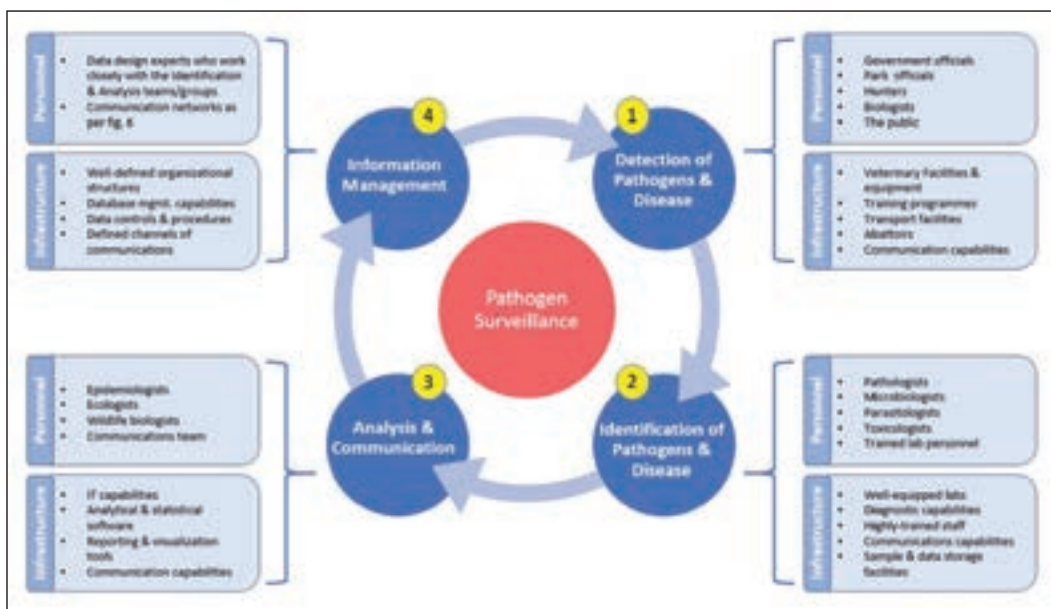 Personnel
• Data design experts who work
closely with the Identification
& Analysis teams/groups
• Communication networks as
per fig. 6
Infrastructure
• Well-defined organizational
structures
• Database mgmt. capabilities
• Data controls & procedures
• Defined channels of
communications
4
Information
Management
1
Detection of
Pathogens &
Disease
Personnel
• Government officials
• Park officials
• Hunters
• Biologists
• The public
Infrastructure
• Veterinary Facilities &
equipment
• Training programmes
• Transport facilities
• Abattoirs
• Communication capabilities
Pathogen
Surveillance
Personnel
• Epidemiologists
• Ecologists
• Wildlife biologists
• Communications team
Infrastructure
• IT capabilities
• Analytical & statistical
software
• Reporting & visualization
tools
• Communication capabilities
3
Analysis &
Communication
2
Identification of
Pathogens &
Disease
Personnel
• Pathologists
• Microbiologists
• Parasitologists
• Toxicologists
• Trained lab personnel
Infrastructure
• Well-equipped labs
• Diagnostic capabilities
• Highly-trained staff
• Communications capabilities
• Sample & data storage
facilities